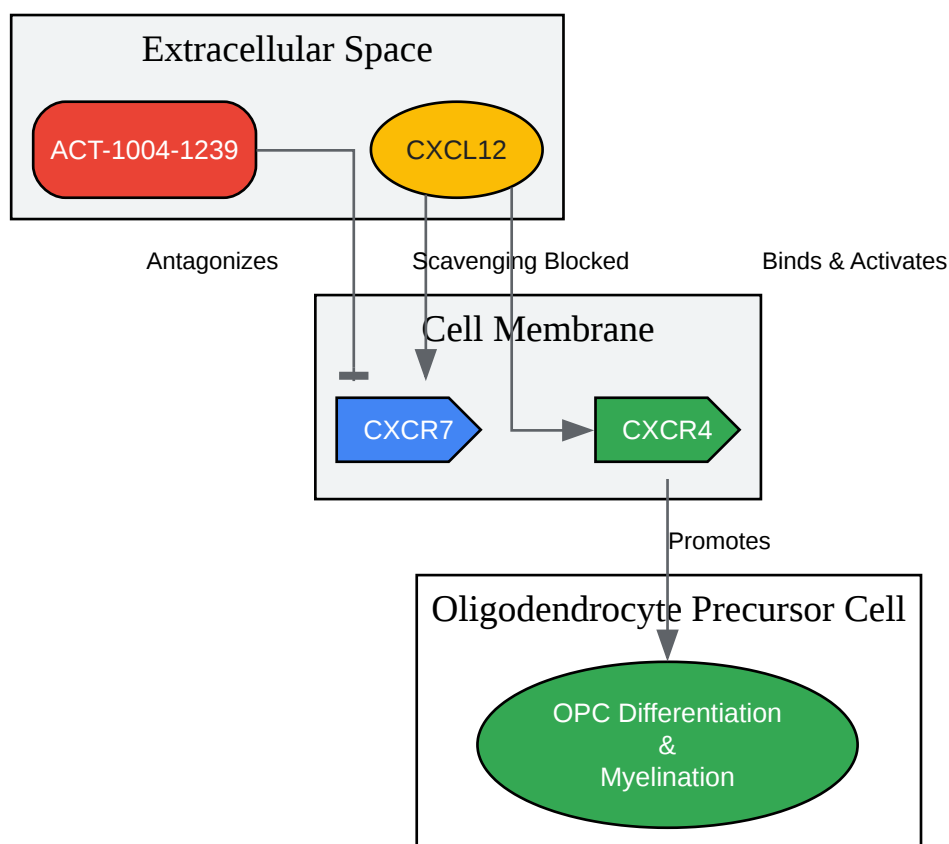 Extracellular Space
ACT-1004-1239
CXCL12
Antagonizes
Scavenging Blocked
Binds & Activates
Cell Membrane
CXCR7
CXCR4
Promotes
Oligodendrocyte Precursor Cell
OPC Differentiation
&
Myelination